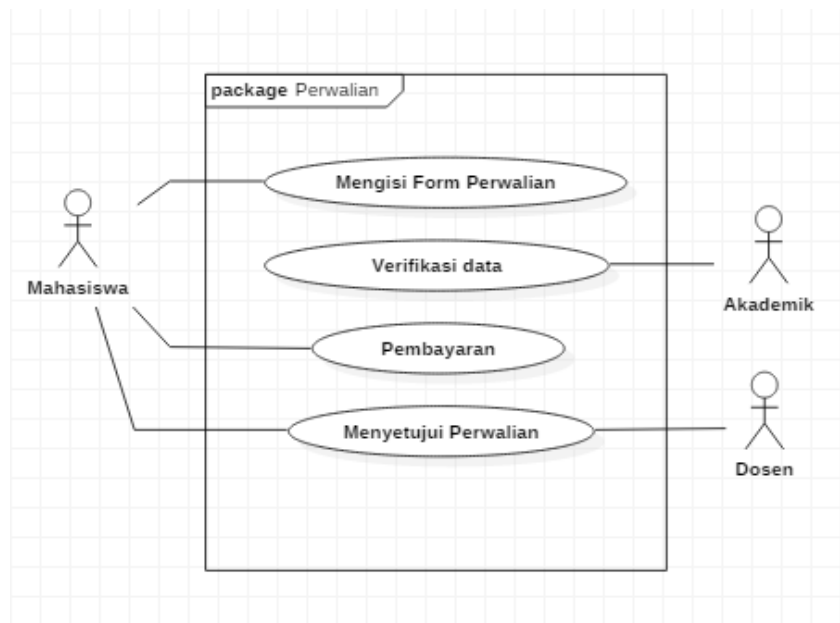 package Perwalian
Mengisi Form Perwalian
Verifikasi data
Mahasiswa
Akademik
Pembayaran
Menyetujui Perwalian
Dosen